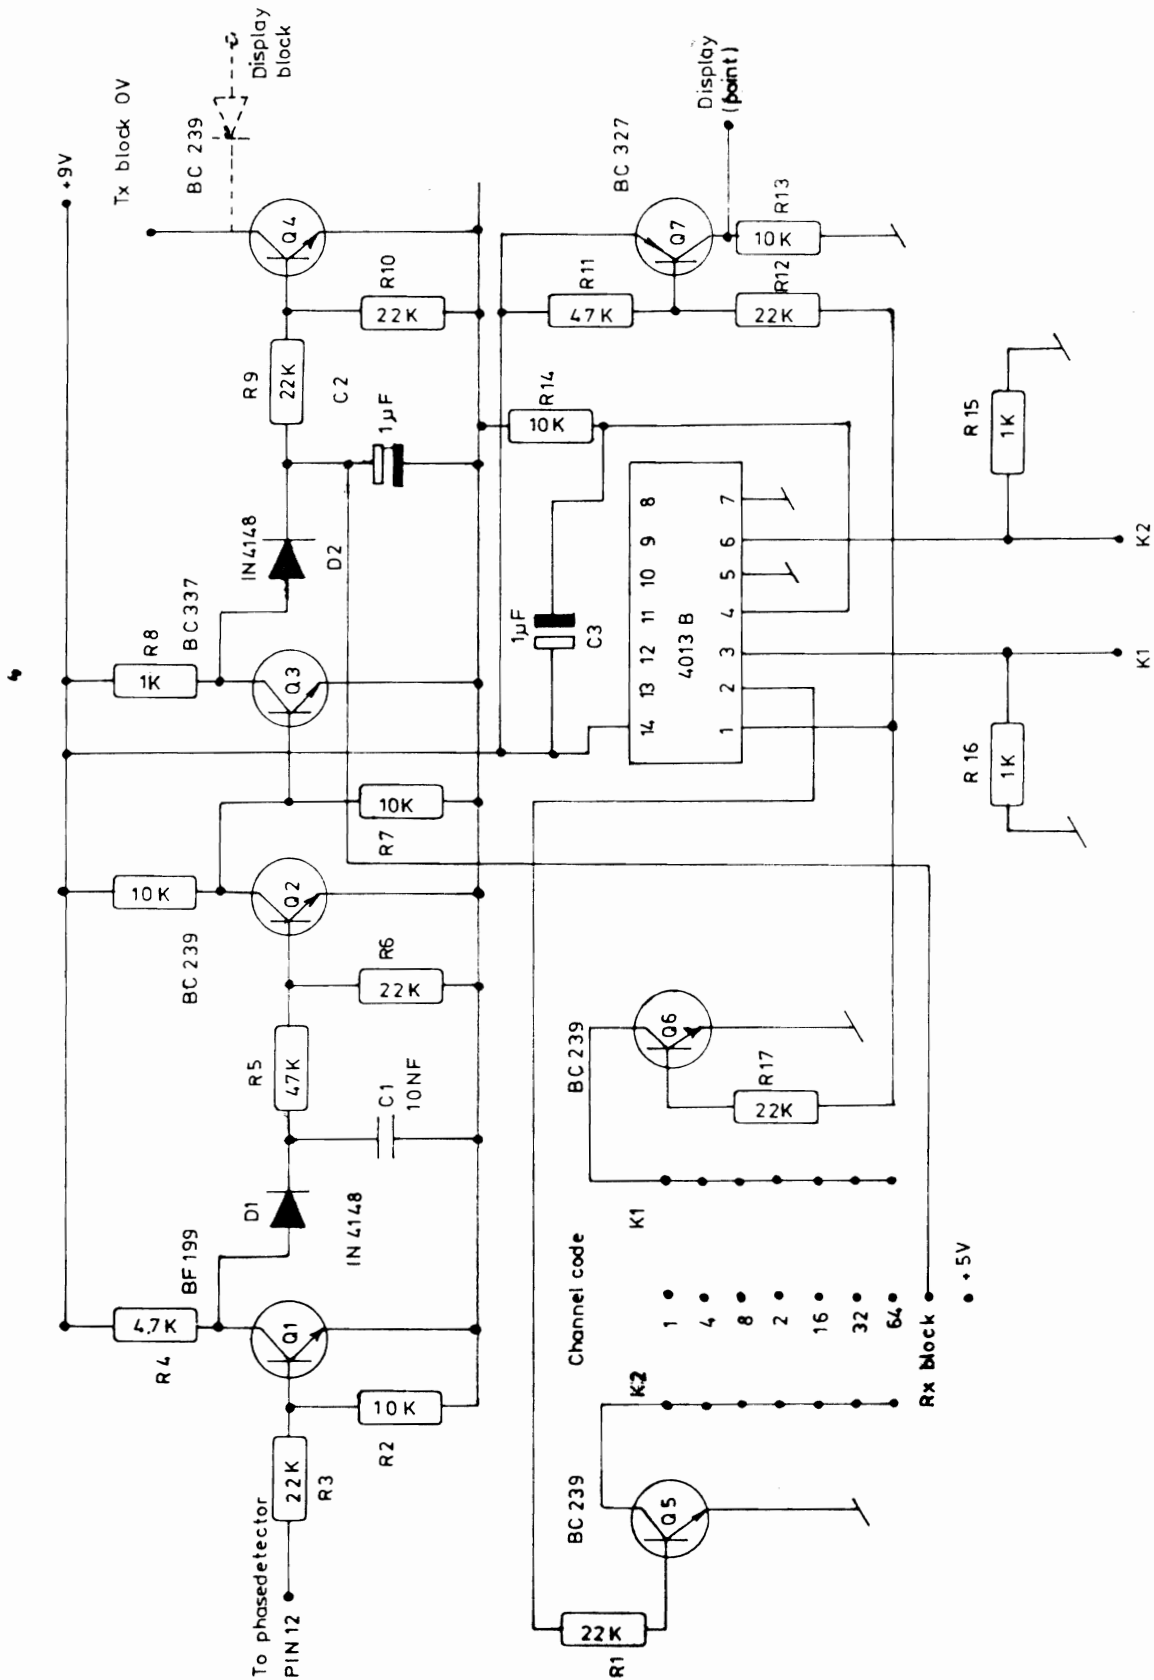 +9V
Tx block 0V
BC 239
Display
block
4.7K
R4
BF 199
10K
BC 239
1K
R8
BC 337
IN4148
D2
R9
22K
C2
1µF
Q4
22K
R10
To phasedetector
PIN 12
22K
R3
Q1
10K
R2
D1
IN 4148
R5
47K
C1
10NF
Q2
R6
22K
10K
R7
Q3
R14
10K
R11
47K
BC 327
Q7
Display
(point)
R13
10K
R12
22K
1µF
C3
14 13 12 11 10 9 8
4013 B
1 2 3 4 5 6 7
R1
22K
BC 239
Q5
K2
Channel code
1
4
8
2
16
32
64
Rx block
+5V
K1
BC 239
Q6
R17
22K
R 16
1K
K1
R 15
1K
K2